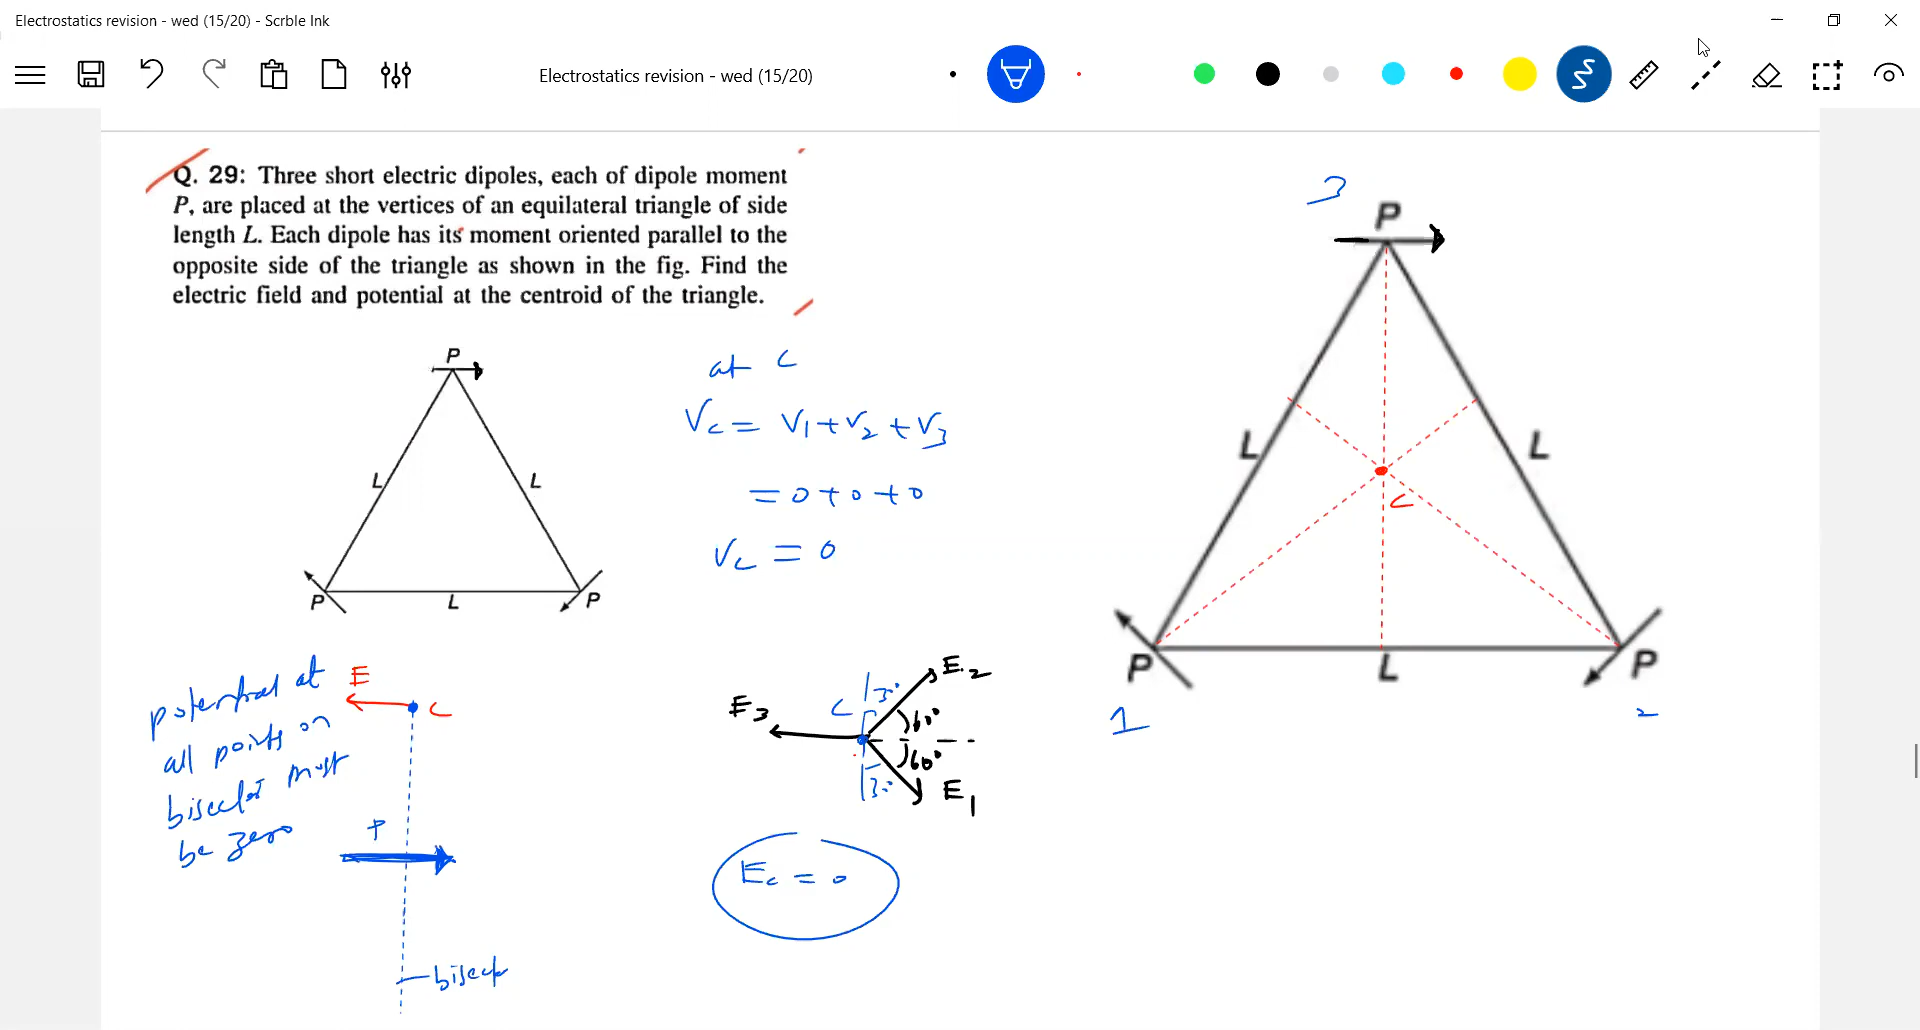 Electrostatics revision - wed (15/20) - Scrble Ink
Electrostatics revision - wed (15/20)
Q. 29: Three short electric dipoles, each of dipole moment
P, are placed at the vertices of an equilateral triangle of side
length L. Each dipole has its moment oriented parallel to the
opposite side of the triangle as shown in the fig. Find the
electric field and potential at the centroid of the triangle.
P
L
L
P
L
P
at C
Vc = V1 + V2 + V3
= 0 + 0 + 0
Vc = 0
3
P
L
L
C
P
L
P
1
2
potential at
all points on
bisector must
be zero
E
C
P
bisect
E3
C
30°
E2
60°
60°
30°
E1
Ec = 0